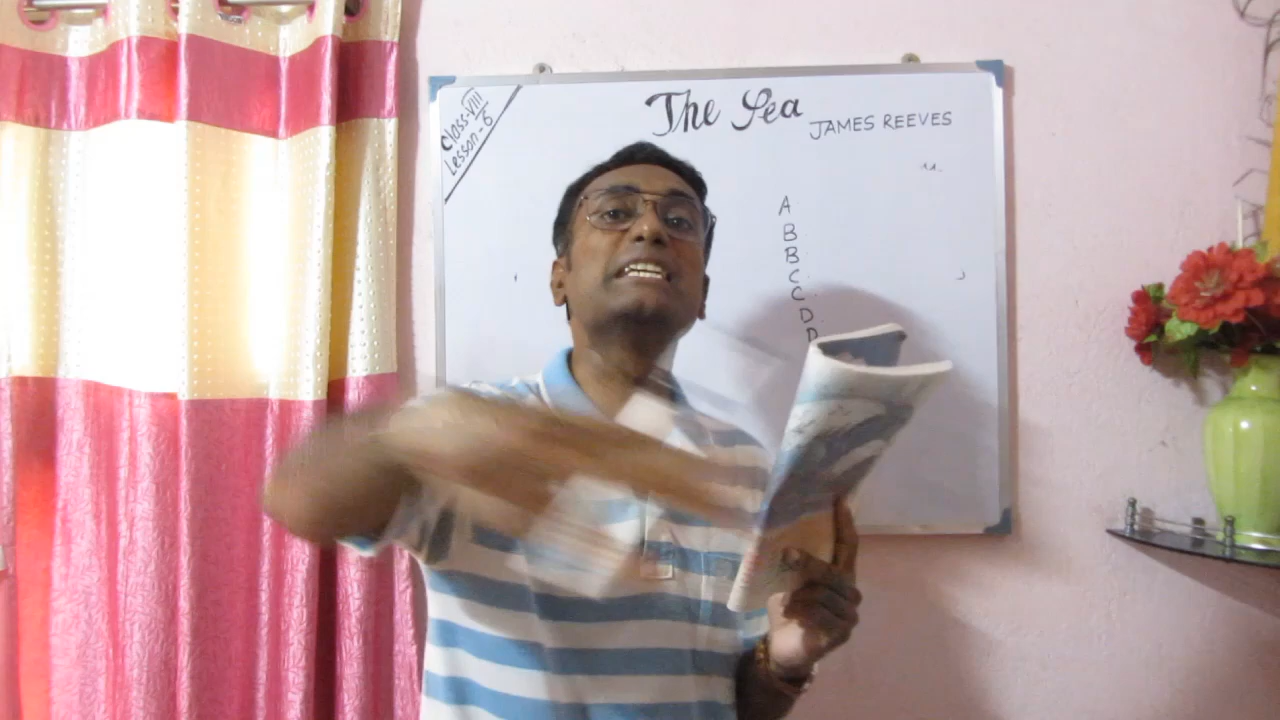 Class-VIII
Lesson-6
The Sea
JAMES REEVES
A
B
B
C
C
D
D